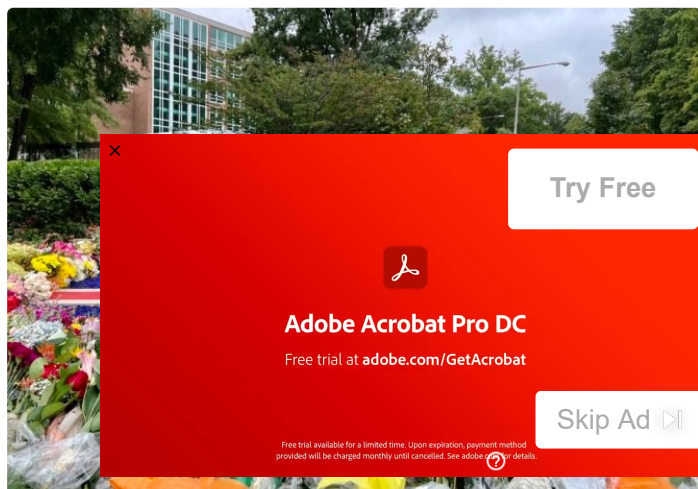 Try Free
Adobe Acrobat Pro DC
Free trial at adobe.com/GetAcrobat
Skip Ad
Free trial available for a limited time. Upon expiration, payment method
provided will be charged monthly until cancelled. See adobe.com for details.
?